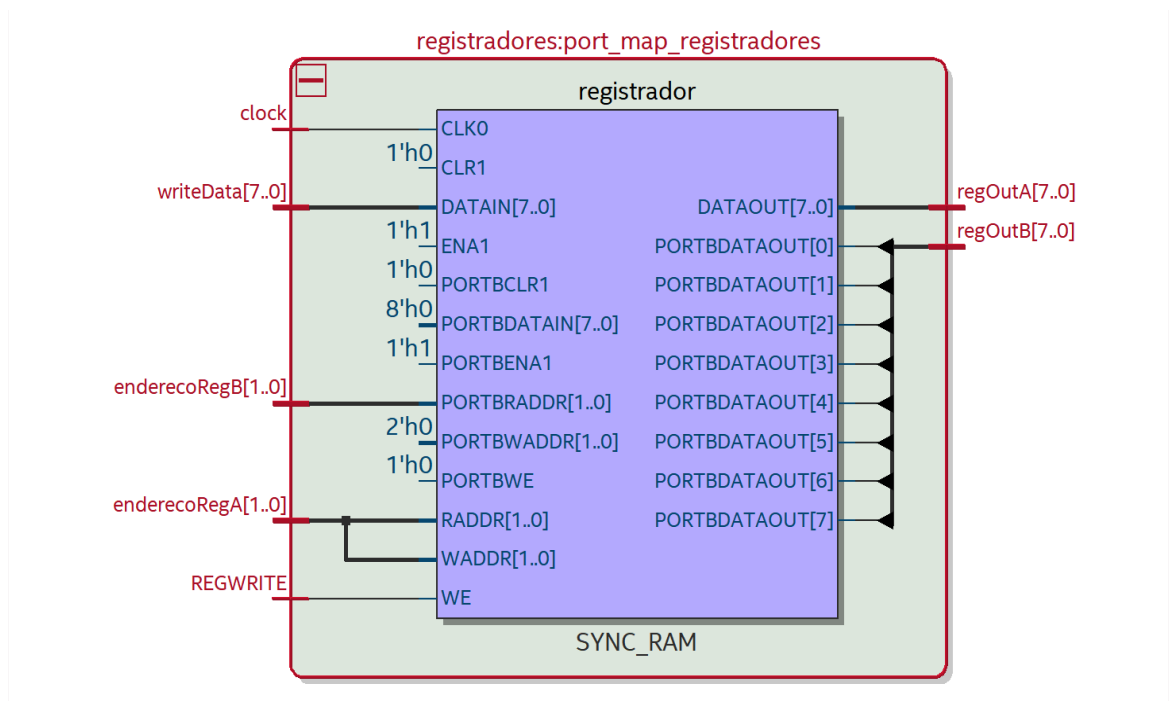 registradores:port_map_registradores
registrador
clock
CLK0
1'h0
CLR1
writeData[7..0]
DATAIN[7..0]
DATAOUT[7..0]
regOutA[7..0]
1'h1
ENA1
PORTBDATAOUT[0]
regOutB[7..0]
1'h0
PORTBCLR1
PORTBDATAOUT[1]
8'h0
PORTBDATAIN[7..0]
PORTBDATAOUT[2]
1'h1
PORTBENA1
PORTBDATAOUT[3]
enderecoRegB[1..0]
PORTBRADDR[1..0]
PORTBDATAOUT[4]
2'h0
PORTBWADDR[1..0]
PORTBDATAOUT[5]
1'h0
PORTBWE
PORTBDATAOUT[6]
enderecoRegA[1..0]
RADDR[1..0]
PORTBDATAOUT[7]
WADDR[1..0]
REGWRITE
WE
SYNC_RAM